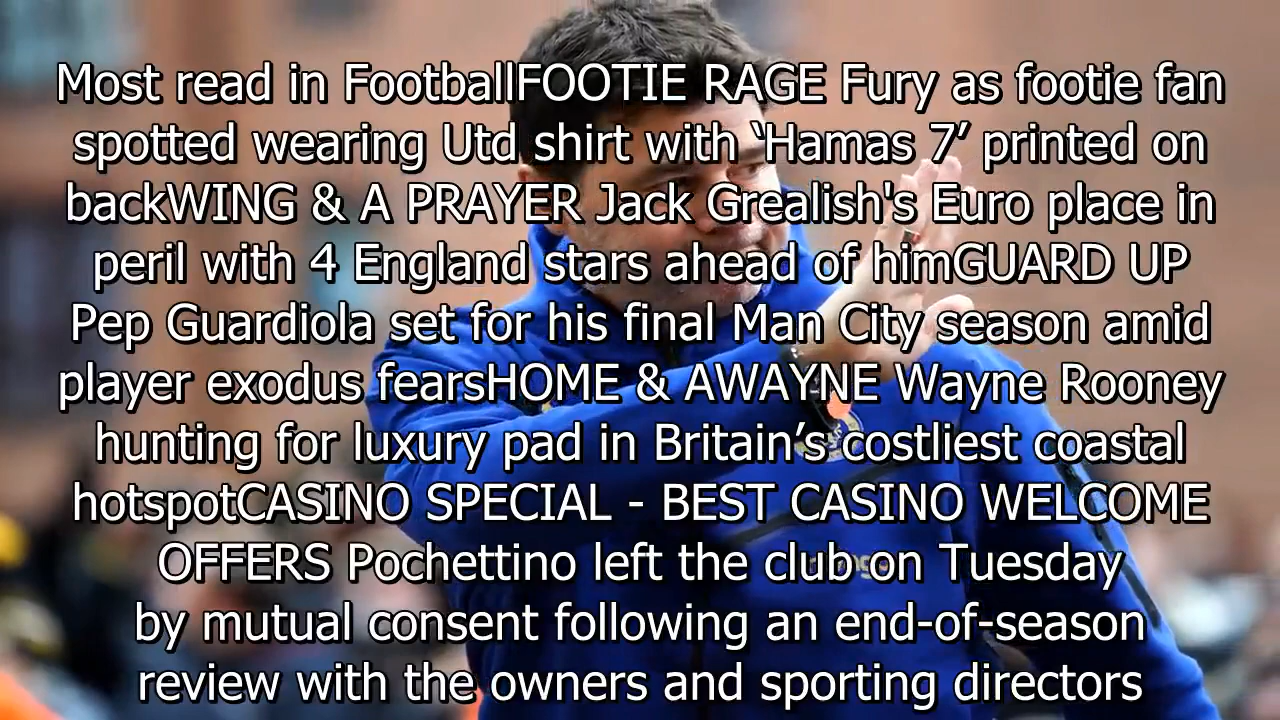 Most read in FootballFOOTIE RAGE Fury as footie fan
spotted wearing Utd shirt with ‘Hamas 7’ printed on
backWING & A PRAYER Jack Grealish's Euro place in
peril with 4 England stars ahead of himGUARD UP
Pep Guardiola set for his final Man City season amid
player exodus fearsHOME & AWAYNE Wayne Rooney
hunting for luxury pad in Britain’s costliest coastal
hotspotCASINO SPECIAL - BEST CASINO WELCOME
OFFERS Pochettino left the club on Tuesday
by mutual consent following an end-of-season
review with the owners and sporting directors